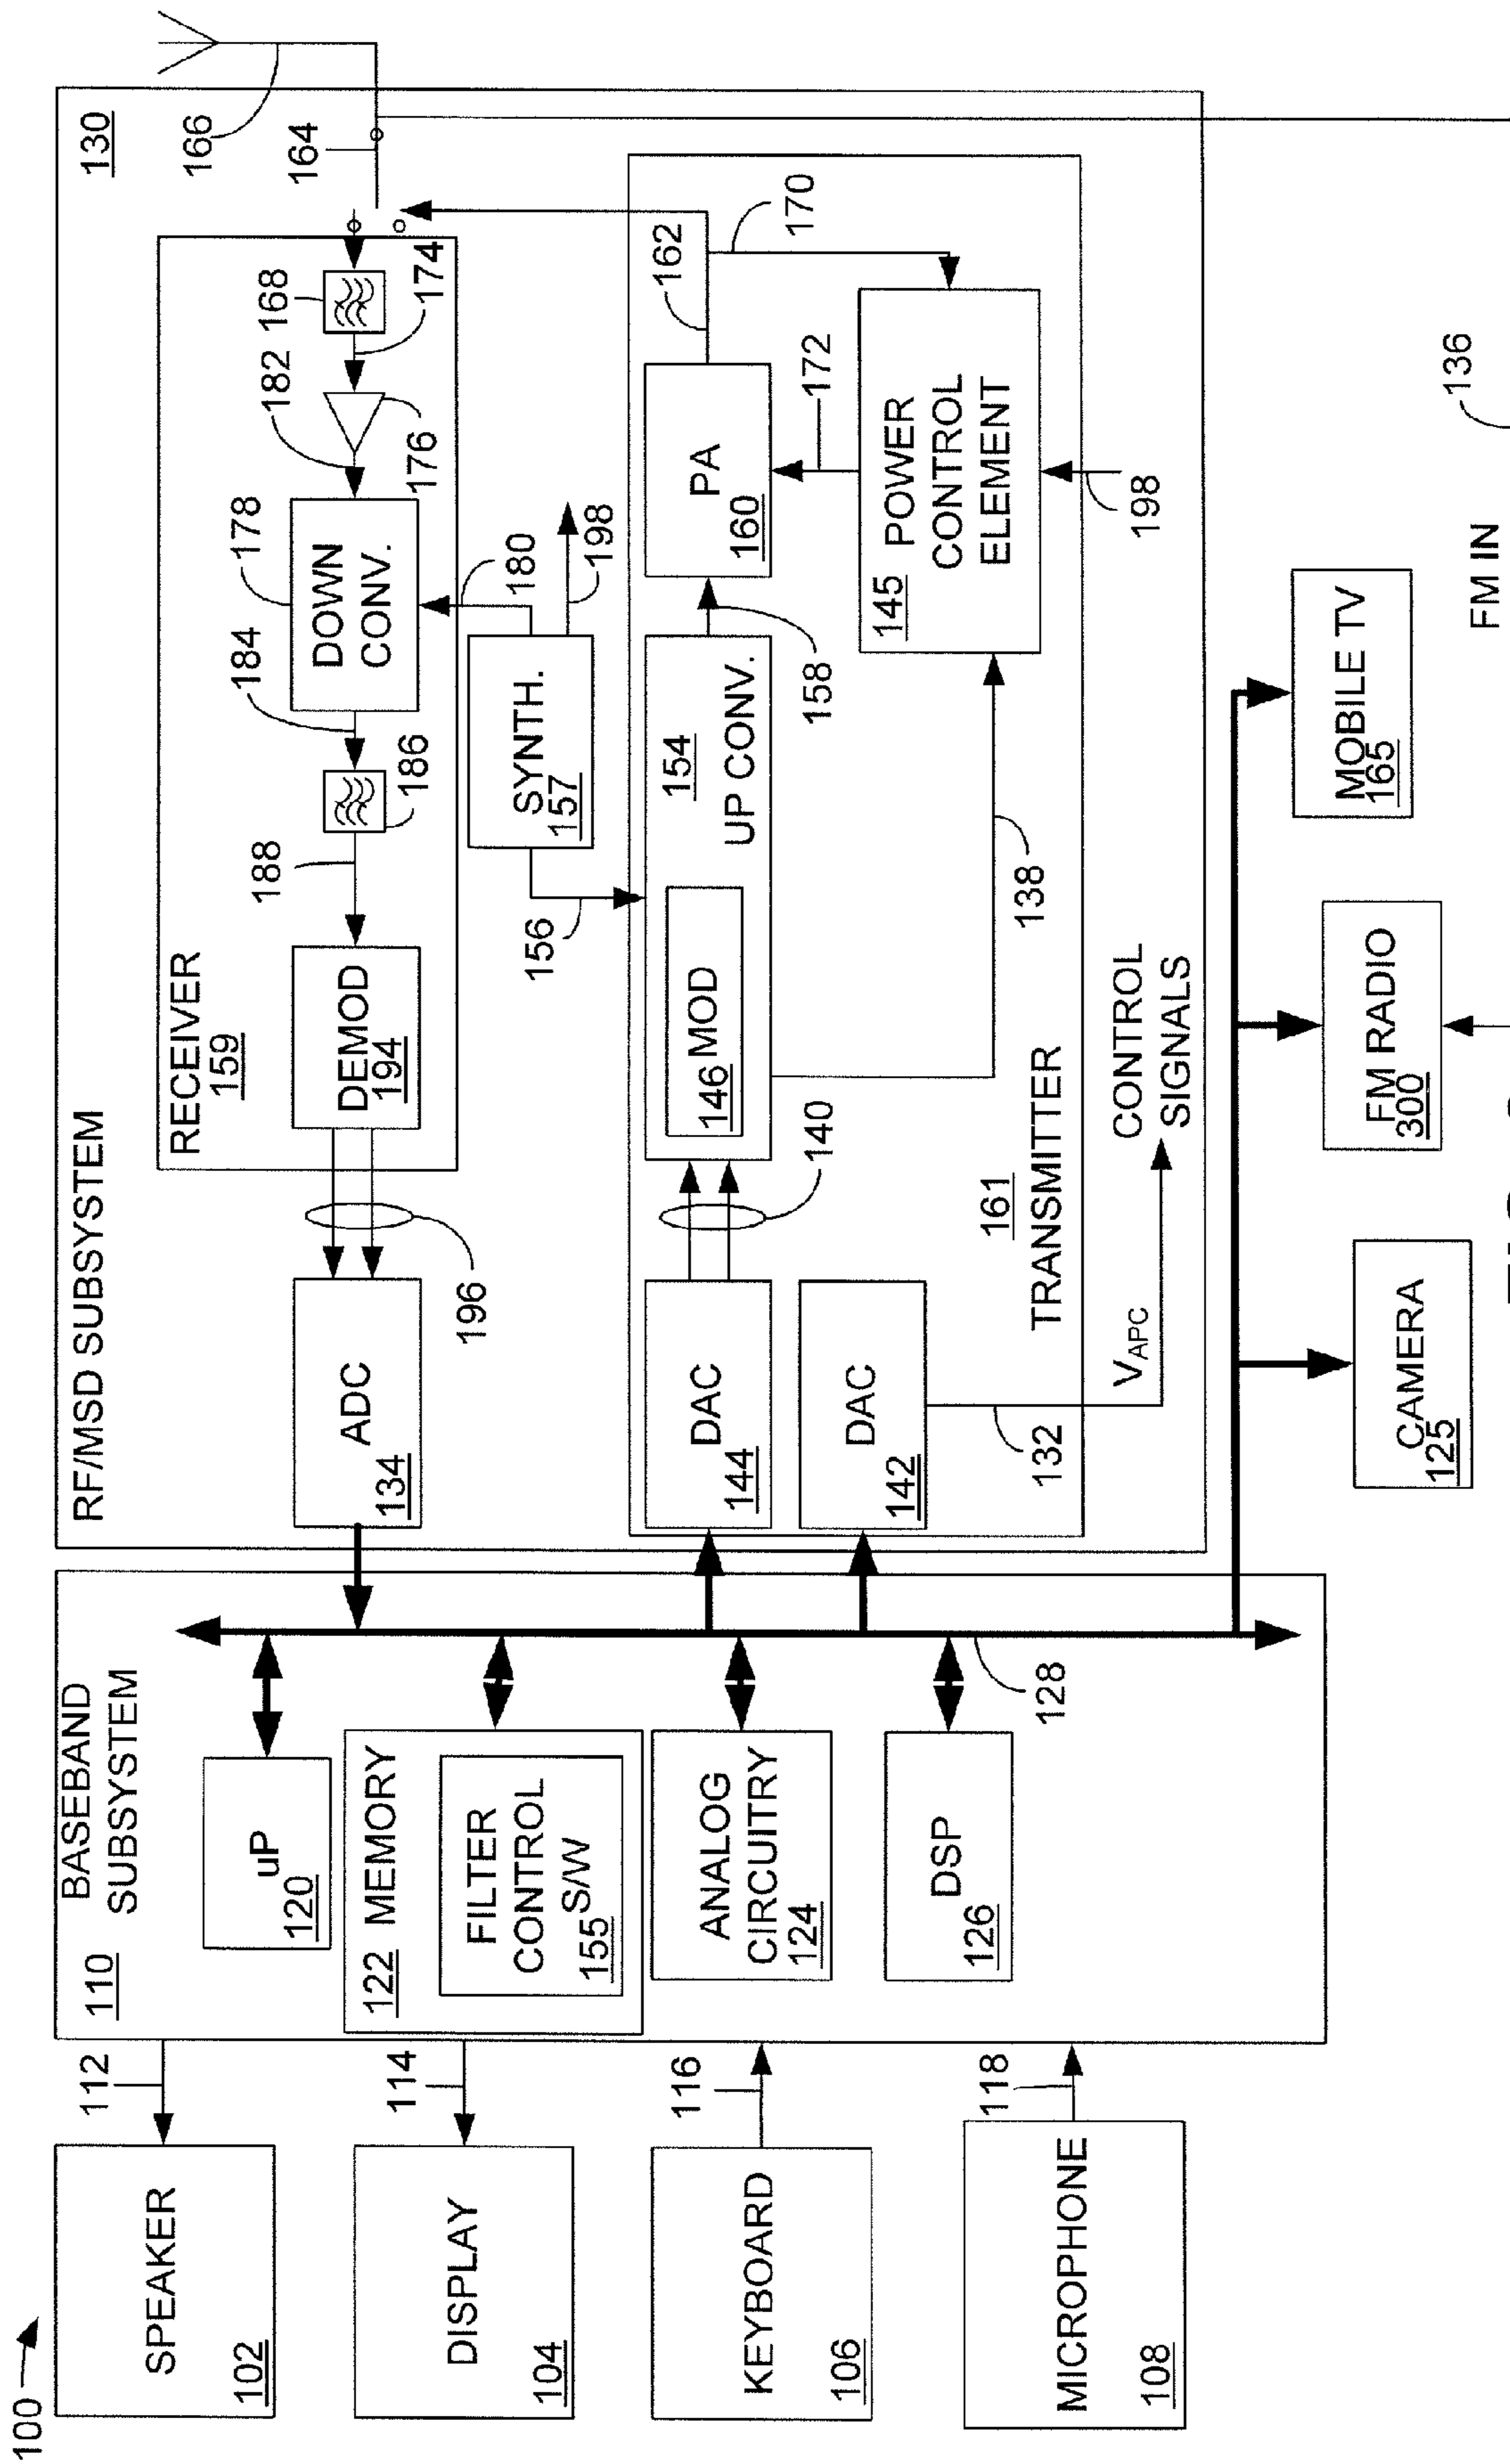 100
SPEAKER
102
112
DISPLAY
104
114
KEYBOARD
106
116
MICROPHONE
108
118
BASEBAND
SUBSYSTEM
110
uP
120
122 MEMORY
FILTER
CONTROL
S/W
155
ANALOG
CIRCUITRY
124
DSP
126
128
RF/MSD SUBSYSTEM
130
ADC
134
196
RECEIVER
159
DEMOD
194
188
186
184
DOWN
CONV.
178
180
182
176
174
168
166
164
SYNTH.
157
156
198
DAC
144
140
146 MOD
154
UP CONV.
158
PA
160
162
170
172
145 POWER
CONTROL
ELEMENT
198
138
DAC
142
132
161
TRANSMITTER
VAPC
CONTROL
SIGNALS
CAMERA
125
FM RADIO
300
MOBILE TV
165
FM IN
136